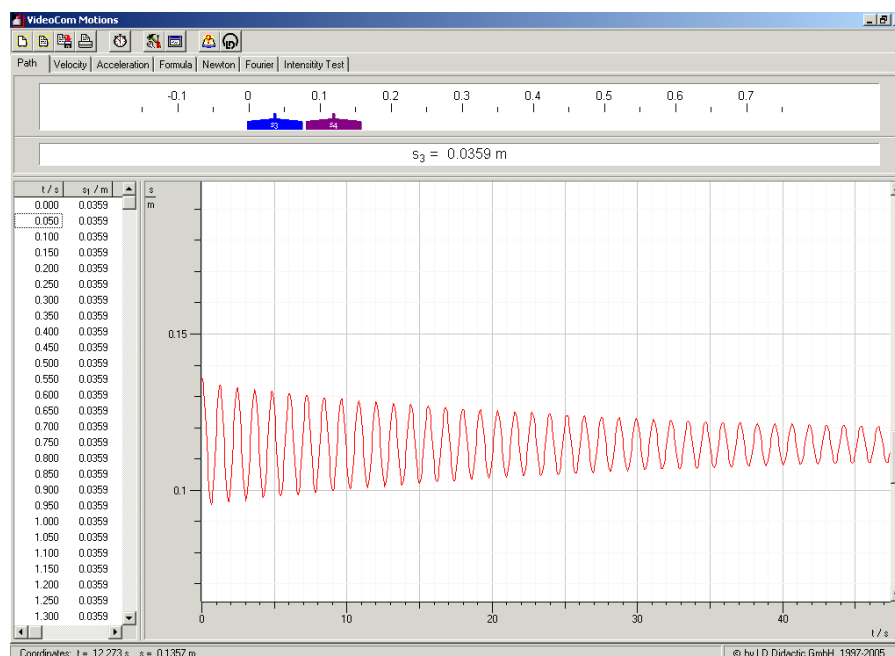 VideoCom Motions
Path Velocity Acceleration Formula Newton Fourier Intensitity Test
-0.1 0 0.1 0.2 0.3 0.4 0.5 0.6 0.7
s3 s4
s₃ = 0.0359 m
t / s s₁ / m
0.000 0.0359
0.050 0.0359
0.100 0.0359
0.150 0.0359
0.200 0.0359
0.250 0.0359
0.300 0.0359
0.350 0.0359
0.400 0.0359
0.450 0.0359
0.500 0.0359
0.550 0.0359
0.600 0.0359
0.650 0.0359
0.700 0.0359
0.750 0.0359
0.800 0.0359
0.850 0.0359
0.900 0.0359
0.950 0.0359
1.000 0.0359
1.050 0.0359
1.100 0.0359
1.150 0.0359
1.200 0.0359
1.250 0.0359
1.300 0.0359
s
m
0.15
0.1
0 10 20 30 40
t / s
Coordinates: t = 12.273 s s = 0.1357 m © by LD Didactic GmbH, 1997-2005